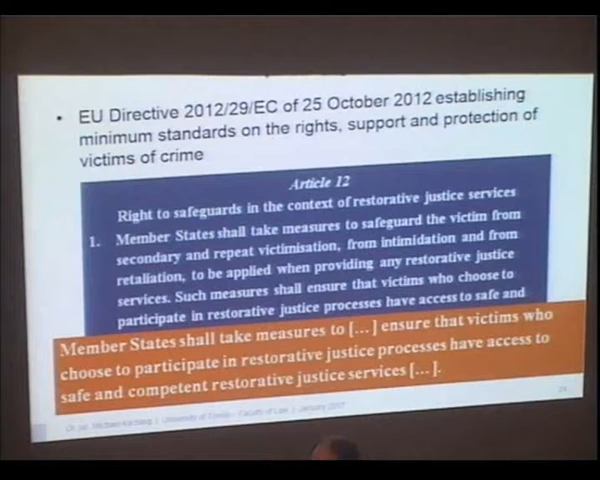 • EU Directive 2012/29/EC of 25 October 2012 establishing
minimum standards on the rights, support and protection of
victims of crime
Article 12
Right to safeguards in the context of restorative justice services
1. Member States shall take measures to safeguard the victim from
secondary and repeat victimisation, from intimidation and from
retaliation, to be applied when providing any restorative justice
services. Such measures shall ensure that victims who choose to
participate in restorative justice processes have access to safe and
Member States shall take measures to [...] ensure that victims who
choose to participate in restorative justice processes have access to
safe and competent restorative justice services [...].
Faculty of Law | January 2017